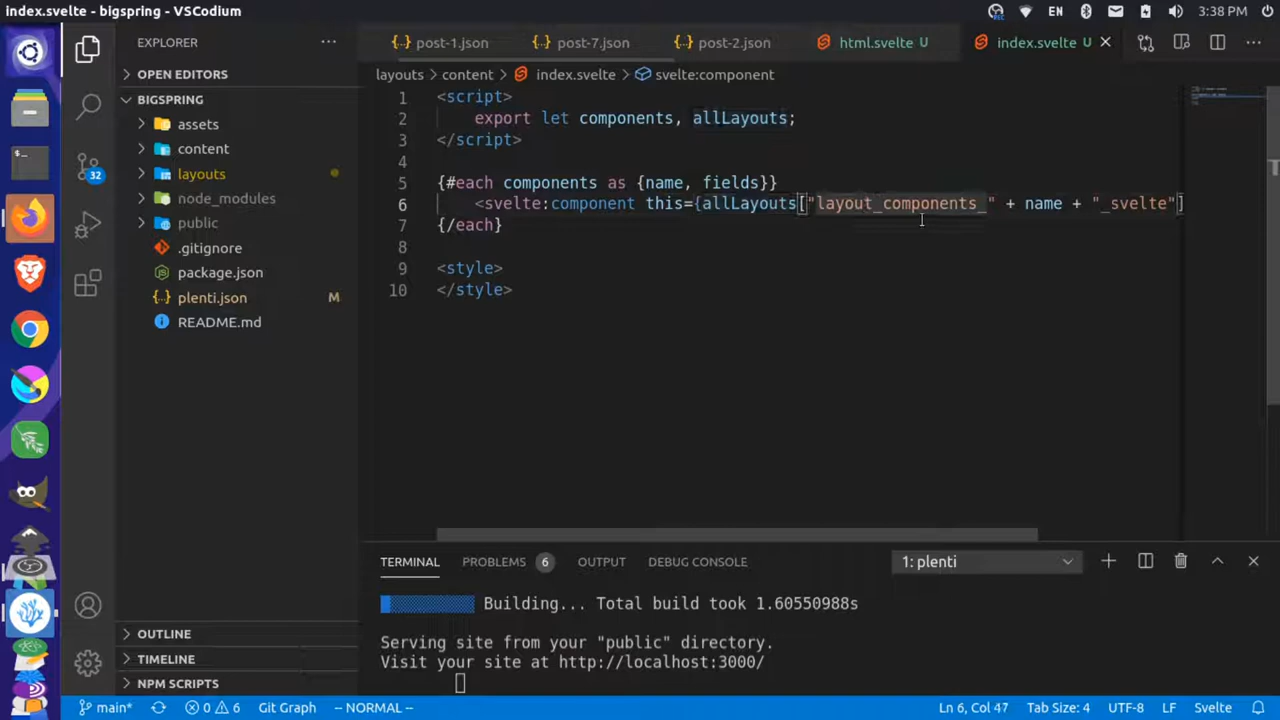 index.svelte - bigspring - VSCodium
EN
3:38 PM
EXPLORER
OPEN EDITORS
BIGSPRING
assets
content
layouts
node_modules
public
.gitignore
package.json
plenti.json M
README.md
OUTLINE
TIMELINE
NPM SCRIPTS
32
post-1.json
post-7.json
post-2.json
html.svelte U
index.svelte U
layouts > content > index.svelte > svelte:component
1 <script>
2 export let components, allLayouts;
3 </script>
4
5 {#each components as {name, fields}}
6 <svelte:component this={allLayouts["layout_components_" + name + "_svelte"]
7 {/each}
8
9 <style>
10 </style>
TERMINAL PROBLEMS 6 OUTPUT DEBUG CONSOLE 1: plenti
Building... Total build took 1.60550988s
Serving site from your "public" directory.
Visit your site at http://localhost:3000/
main* 0 6 Git Graph -- NORMAL -- Ln 6, Col 47 Tab Size: 4 UTF-8 LF Svelte